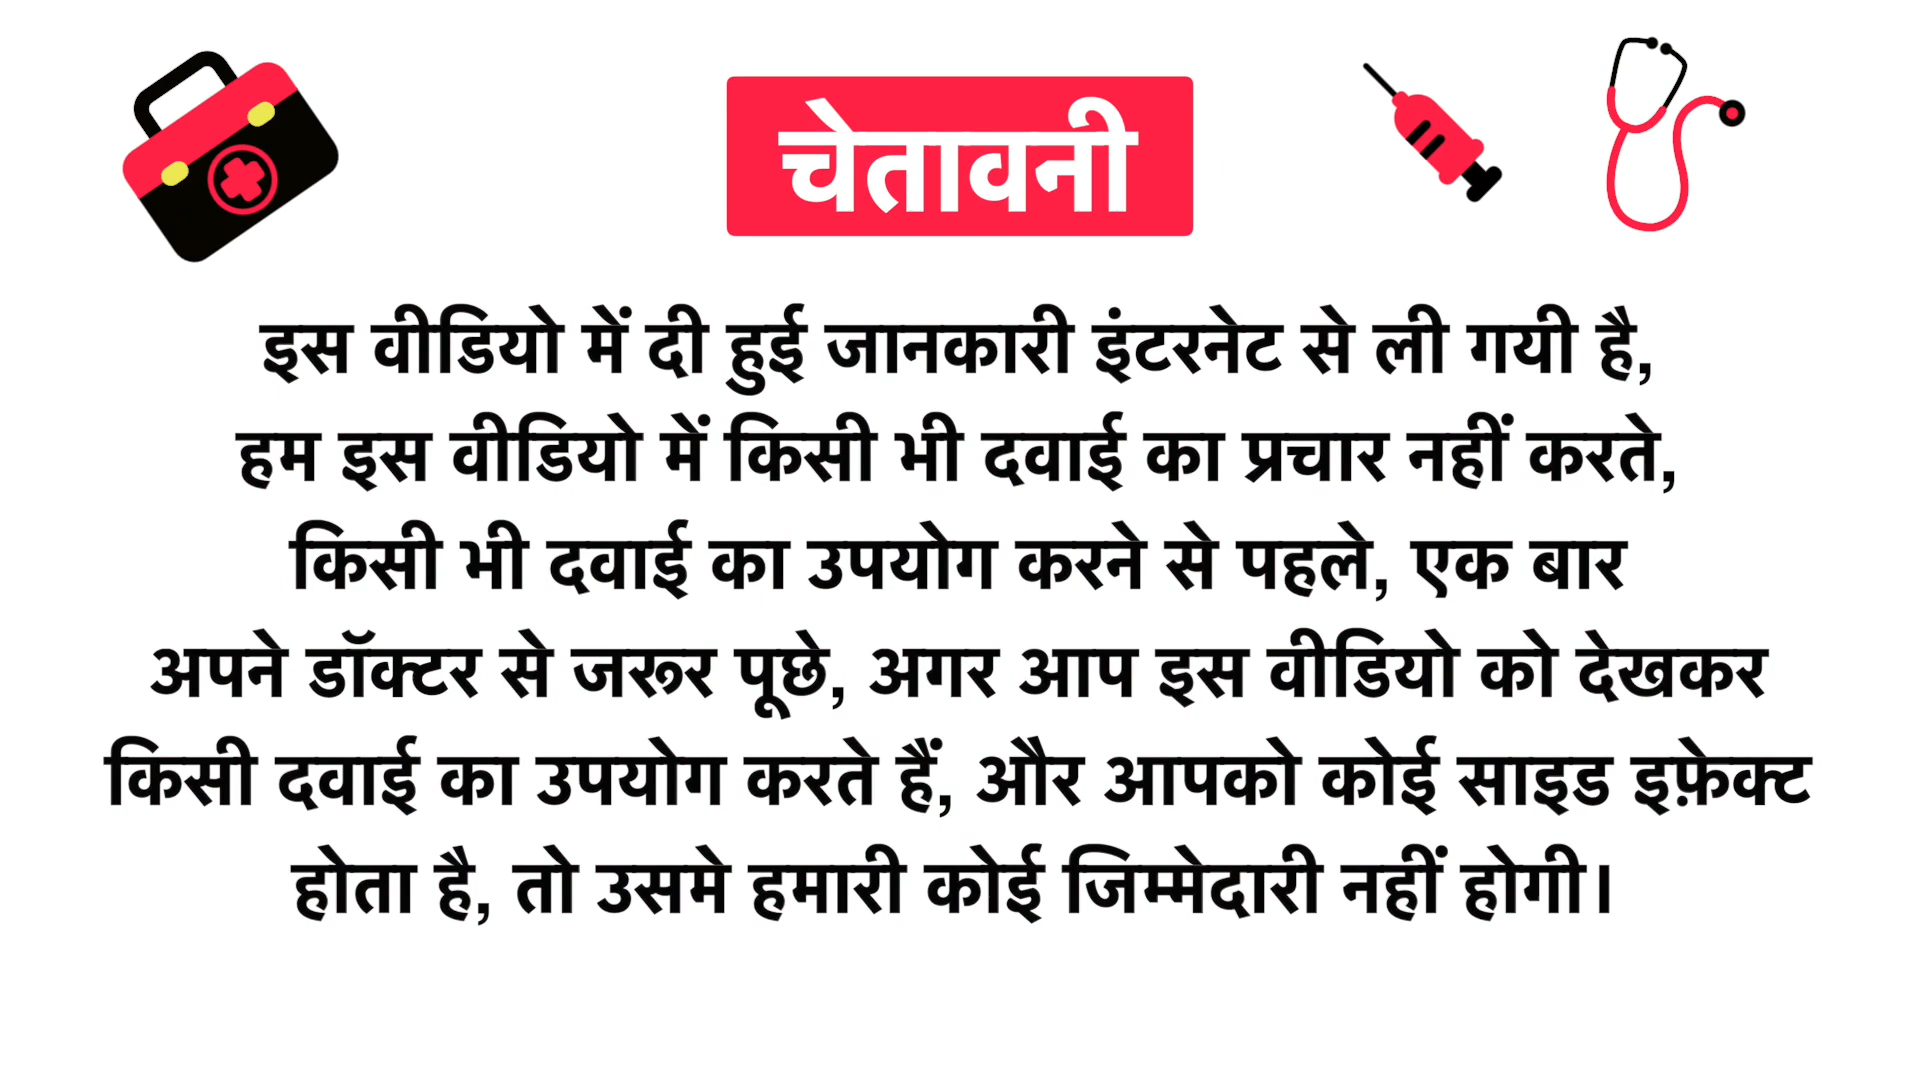 चेतावनी
इस वीडियो में दी हुई जानकारी इंटरनेट से ली गयी है,
हम इस वीडियो में किसी भी दवाई का प्रचार नहीं करते,
किसी भी दवाई का उपयोग करने से पहले, एक बार
अपने डॉक्टर से जरूर पूछे, अगर आप इस वीडियो को देखकर
किसी दवाई का उपयोग करते हैं, और आपको कोई साइड इफ़ेक्ट
होता है, तो उसमे हमारी कोई जिम्मेदारी नहीं होगी।